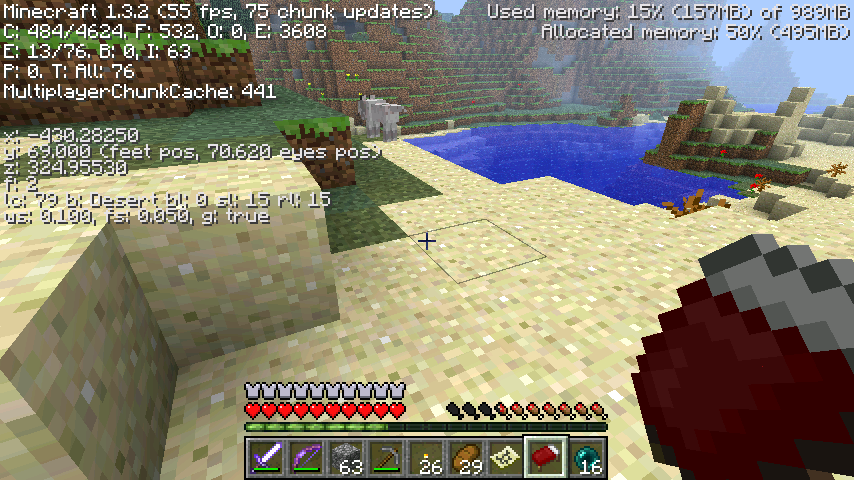 Minecraft 1.3.2 (55 fps, 75 chunk updates)
Used memory: 15% (157MB) of 989MB
C: 484/4624, F: 532, O: 0, E: 3608
Allocated memory: 50% (495MB)
E: 13/76. B: 0, I: 63
P: 0, T: All: 76
MultiplayerChunkCache: 441
x: -430.28250
y: 69.000 (feet pos, 70.620 eyes pos)
z: 324.95530
f: 2
lc: 79 b: Desert bl: 0 sl: 15 rl: 15
ws: 0.100, fs: 0.050, g: true
63
26
29
16